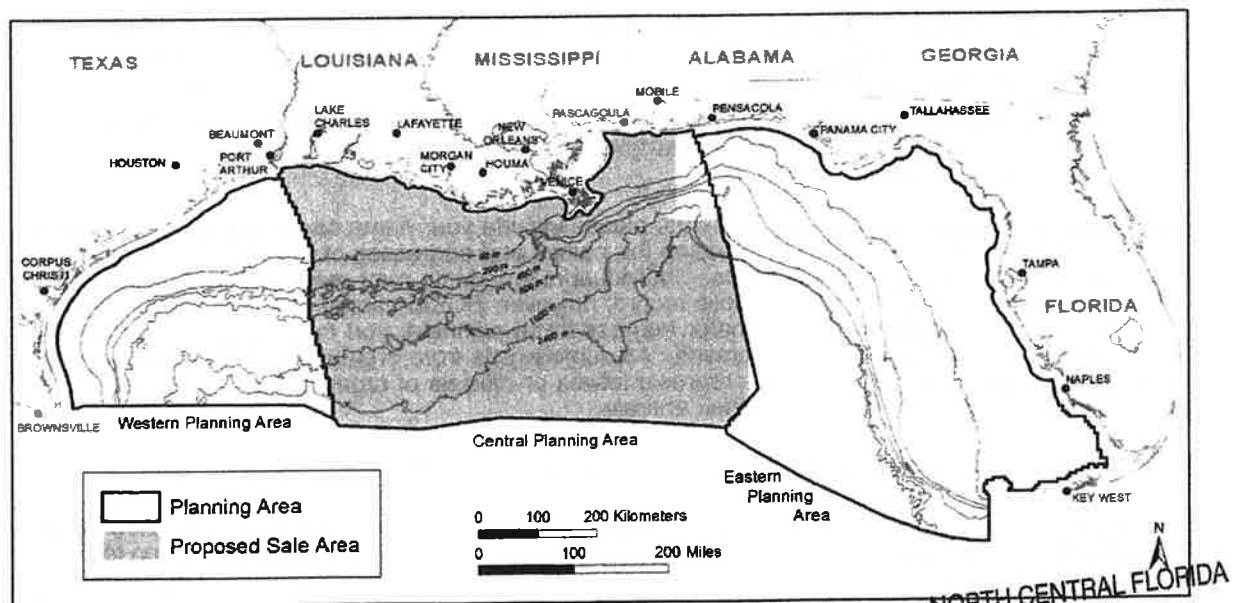 TEXAS
LOUISIANA
MISSISSIPPI
ALABAMA
GEORGIA
MOBILE
PASCAGOULA
PENSACOLA
TALLAHASSEE
LAKE
CHARLES
LAFAYETTE
NEW
ORLEANS
PANAMA CITY
BEAUMONT
HOUSTON
PORT
ARTHUR
MORGAN
CITY
HOUMA
VENICE
CORPUS
CHRISTI
TAMPA
FLORIDA
NAPLES
200 m
BROWNSVILLE
Western Planning Area
Central Planning Area
Eastern
Planning
Area
KEY WEST
Planning Area
Proposed Sale Area
0 100 200 Kilometers
0 100 200 Miles
N
NORTH CENTRAL FLORIDA